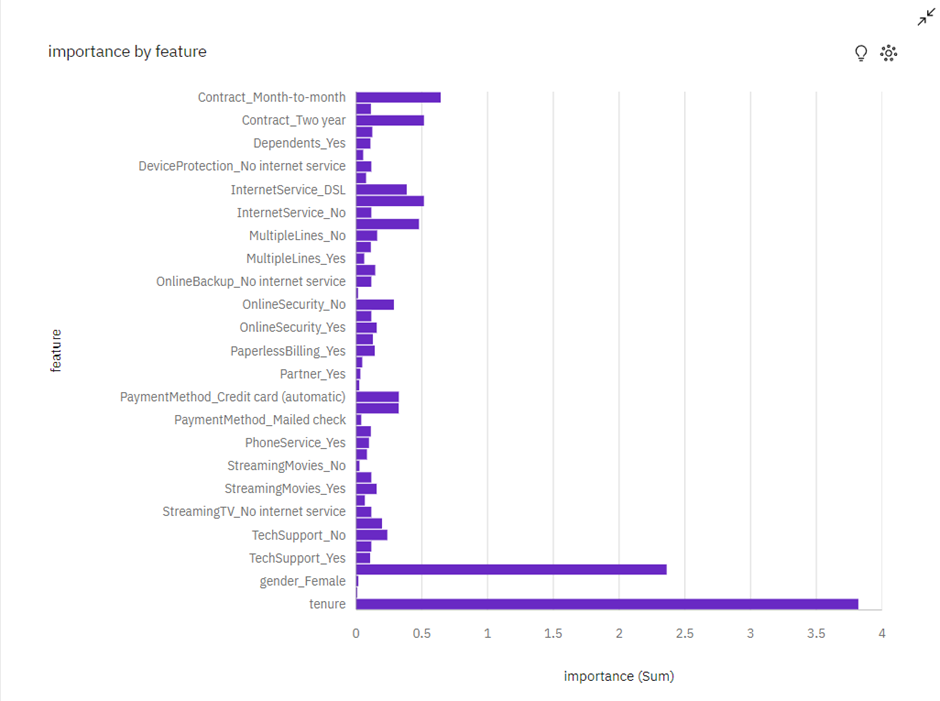 importance by feature
Contract_Month-to-month
Contract_Two year
Dependents_Yes
DeviceProtection_No internet service
InternetService_DSL
InternetService_No
MultipleLines_No
MultipleLines_Yes
OnlineBackup_No internet service
OnlineSecurity_No
OnlineSecurity_Yes
PaperlessBilling_Yes
Partner_Yes
PaymentMethod_Credit card (automatic)
PaymentMethod_Mailed check
PhoneService_Yes
StreamingMovies_No
StreamingMovies_Yes
StreamingTV_No internet service
TechSupport_No
TechSupport_Yes
gender_Female
tenure
feature
0 0.5 1 1.5 2 2.5 3 3.5 4
importance (Sum)